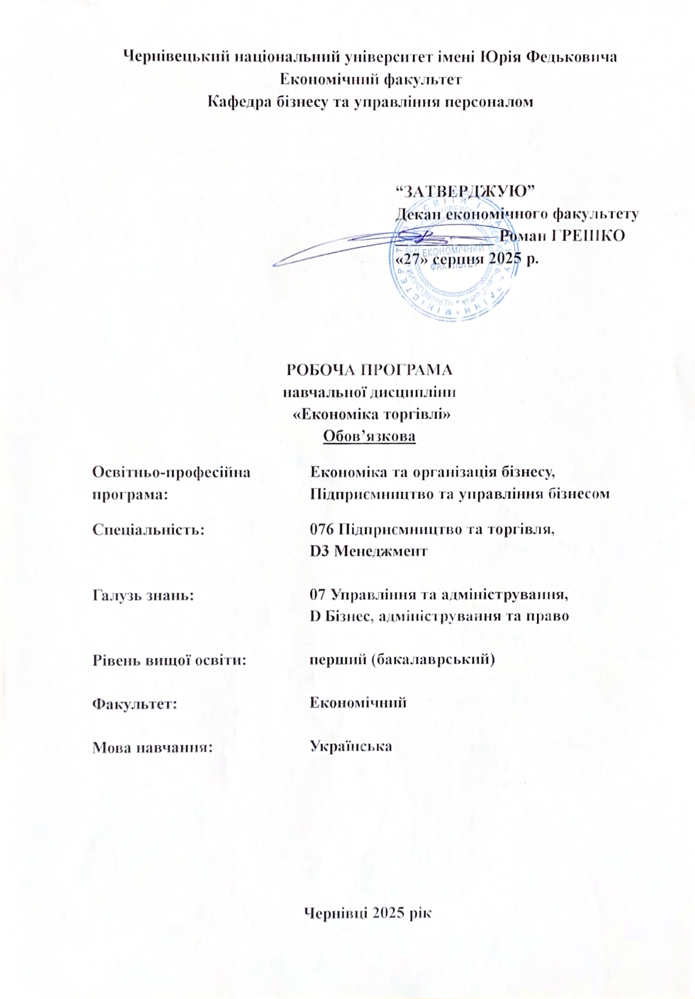 Чернівецький національний університет імені Юрія Федьковича
Економічний факультет
Кафедра бізнесу та управління персоналом
“ЗАТВЕРДЖУЮ”
Декан економічного факультету
Роман ГРЕШКО
«27» серпня 2025 р.
ЕКОНОМІЧНИЙ
ФАКУЛЬТЕТ
РОБОЧА ПРОГРАМА
навчальної дисципліни
«Економіка торгівлі»
Обов’язкова
Освітньо-професійна Економіка та організація бізнесу,
програма: Підприємництво та управління бізнесом
Спеціальність: 076 Підприємництво та торгівля,
D3 Менеджмент
Галузь знань: 07 Управління та адміністрування,
D Бізнес, адміністрування та право
Рівень вищої освіти: перший (бакалаврський)
Факультет: Економічний
Мова навчання: Українська
Чернівці 2025 рік